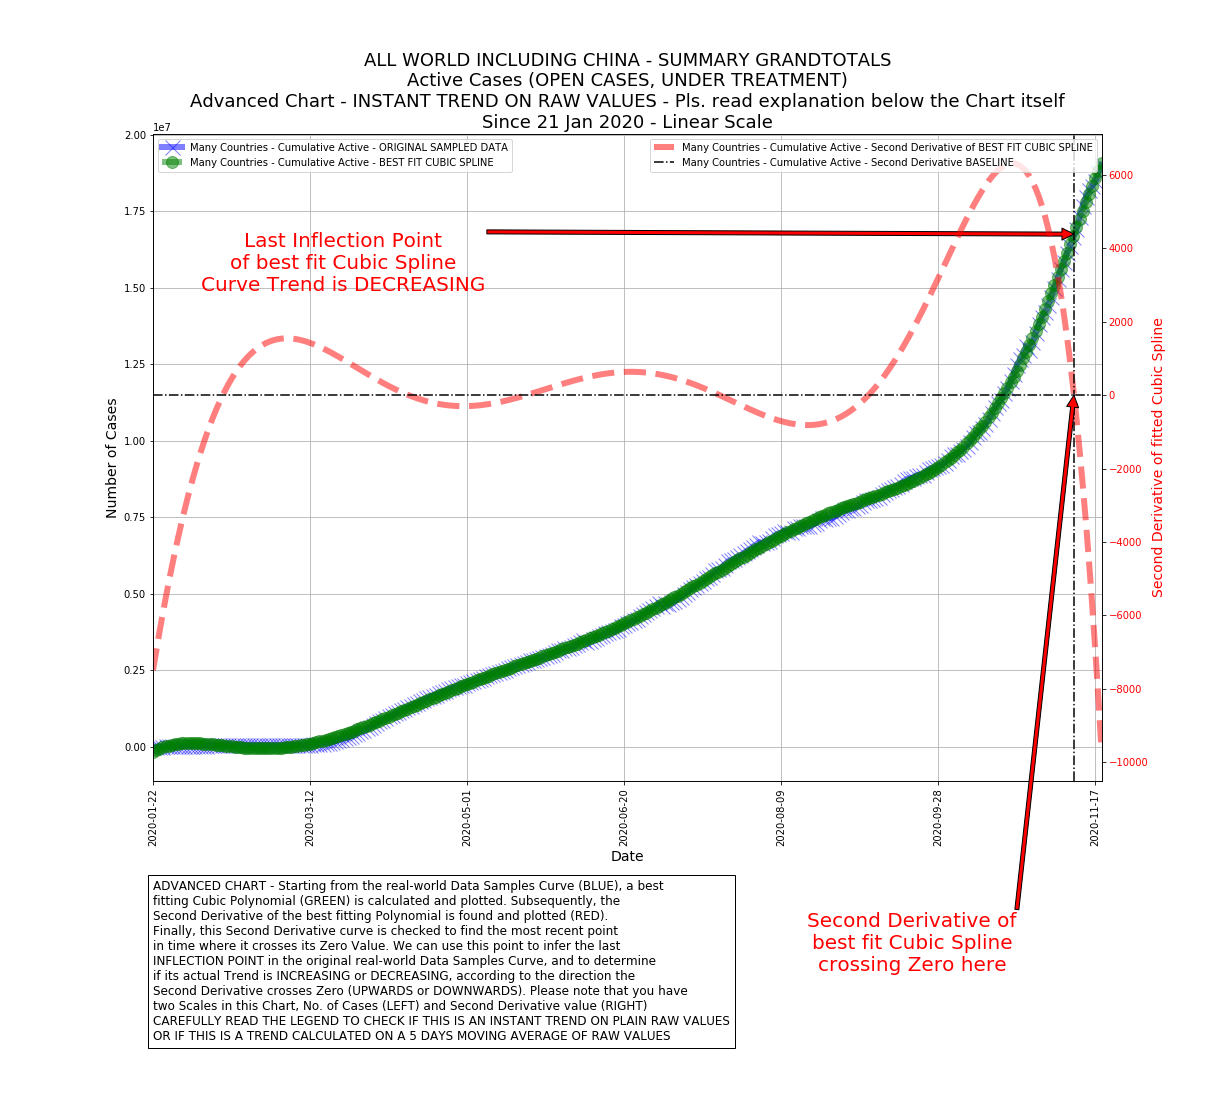 ALL WORLD INCLUDING CHINA - SUMMARY GRANDTOTALS
Active Cases (OPEN CASES, UNDER TREATMENT)
Advanced Chart - INSTANT TREND ON RAW VALUES - Pls. read explanation below the Chart itself
Since 21 Jan 2020 - Linear Scale
1e7
Many Countries - Cumulative Active - ORIGINAL SAMPLED DATA
Many Countries - Cumulative Active - BEST FIT CUBIC SPLINE
Many Countries - Cumulative Active - Second Derivative of BEST FIT CUBIC SPLINE
Many Countries - Cumulative Active - Second Derivative BASELINE
2.00
1.75
1.50
1.25
1.00
0.75
0.50
0.25
0.00
Number of Cases
Last Inflection Point
of best fit Cubic Spline
Curve Trend is DECREASING
6000
4000
2000
0
−2000
−4000
−6000
−8000
−10000
Second Derivative of fitted Cubic Spline
2020-01-22
2020-03-12
2020-05-01
2020-06-20
2020-08-09
2020-09-28
2020-11-17
Date
ADVANCED CHART - Starting from the real-world Data Samples Curve (BLUE), a best
fitting Cubic Polynomial (GREEN) is calculated and plotted. Subsequently, the
Second Derivative of the best fitting Polynomial is found and plotted (RED).
Finally, this Second Derivative curve is checked to find the most recent point
in time where it crosses its Zero Value. We can use this point to infer the last
INFLECTION POINT in the original real-world Data Samples Curve, and to determine
if its actual Trend is INCREASING or DECREASING, according to the direction the
Second Derivative crosses Zero (UPWARDS or DOWNWARDS). Please note that you have
two Scales in this Chart, No. of Cases (LEFT) and Second Derivative value (RIGHT)
CAREFULLY READ THE LEGEND TO CHECK IF THIS IS AN INSTANT TREND ON PLAIN RAW VALUES
OR IF THIS IS A TREND CALCULATED ON A 5 DAYS MOVING AVERAGE OF RAW VALUES
Second Derivative of
best fit Cubic Spline
crossing Zero here